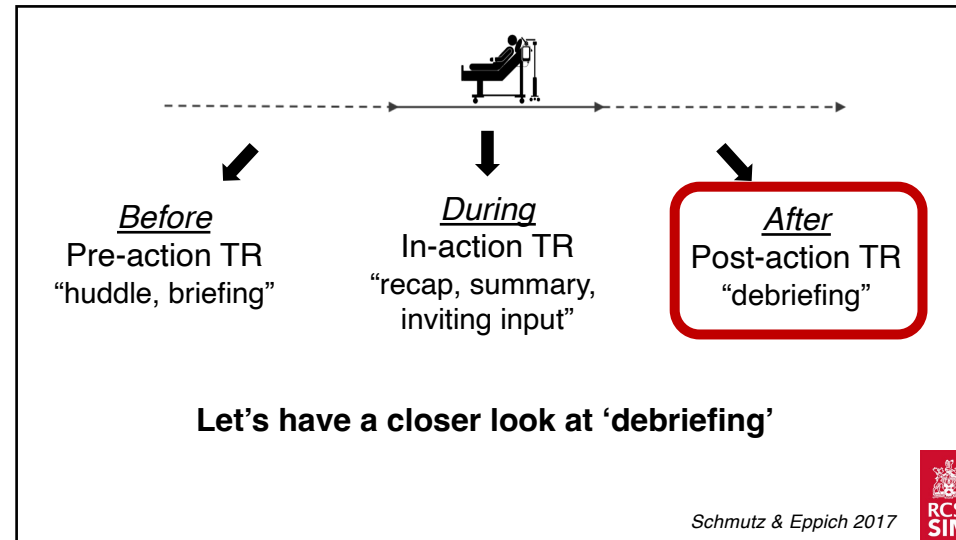 Before
Pre-action TR
“huddle, briefing”
During
In-action TR
“recap, summary,
inviting input”
After
Post-action TR
“debriefing”
Let’s have a closer look at ‘debriefing’
Schmutz & Eppich 2017